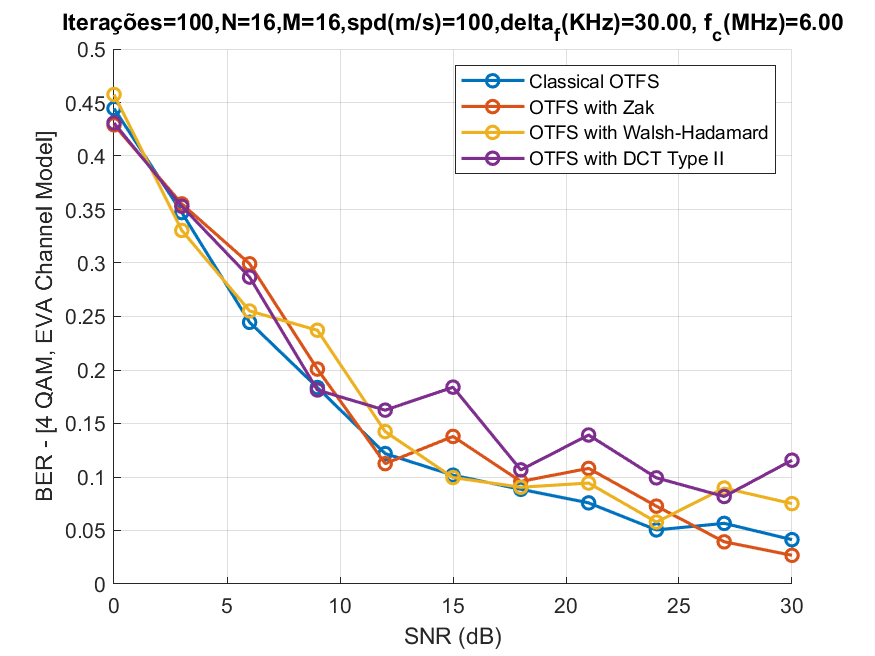 Iterações=100,N=16,M=16,spd(m/s)=100,delta_f(KHz)=30.00, f_c(MHz)=6.00
0.5
0.45
0.4
0.35
0.3
0.25
0.2
0.15
0.1
0.05
0
BER - [4 QAM, EVA Channel Model]
Classical OTFS
OTFS with Zak
OTFS with Walsh-Hadamard
OTFS with DCT Type II
0 5 10 15 20 25 30
SNR (dB)